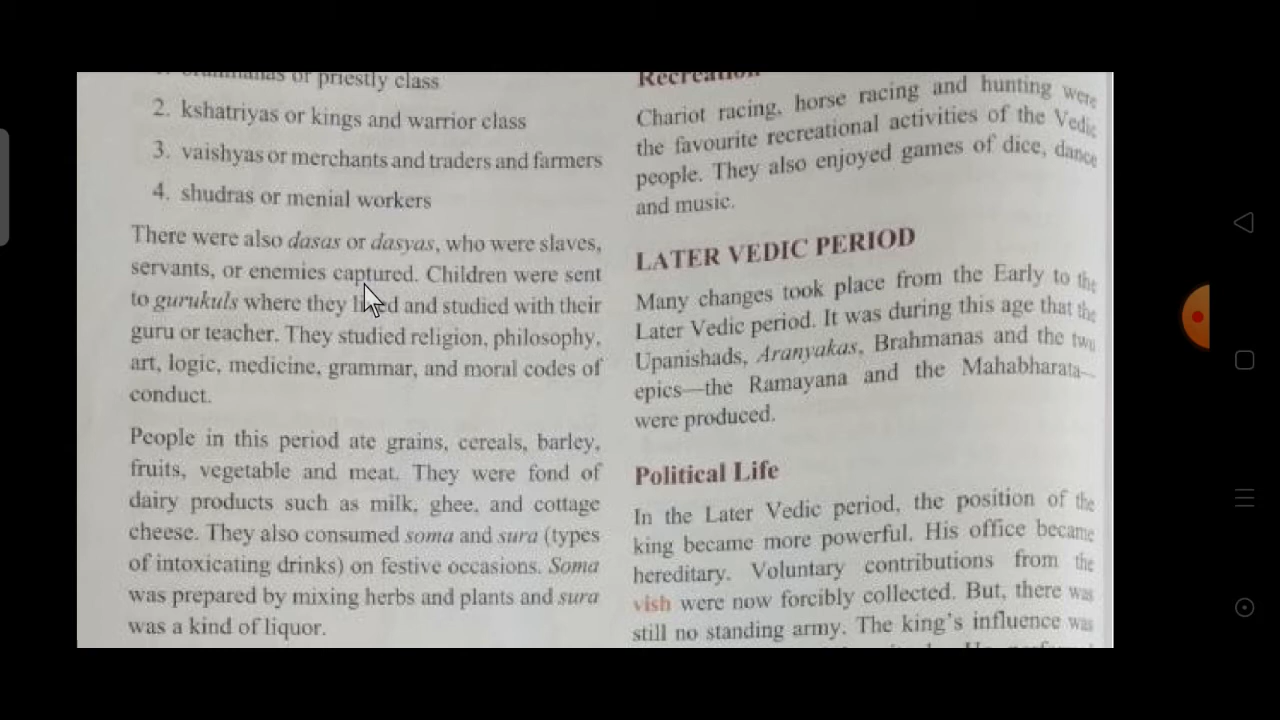 or priestly class
2. kshatriyas or kings and warrior class
3. vaishyas or merchants and traders and farmers
4. shudras or menial workers
There were also dasas or dasyas, who were slaves,
servants, or enemies captured. Children were sent
to gurukuls where they lived and studied with their
guru or teacher. They studied religion, philosophy,
art, logic, medicine, grammar, and moral codes of
conduct.
People in this period ate grains, cereals, barley,
fruits, vegetable and meat. They were fond of
dairy products such as milk, ghee, and cottage
cheese. They also consumed soma and sura (types
of intoxicating drinks) on festive occasions. Soma
was prepared by mixing herbs and plants and sura
was a kind of liquor.
Recreation
Chariot racing, horse racing and hunting were
the favourite recreational activities of the Vedic
people. They also enjoyed games of dice, dance
and music.
LATER VEDIC PERIOD
Many changes took place from the Early to the
Later Vedic period. It was during this age that the
Upanishads, Aranyakas, Brahmanas and the two
epics—the Ramayana and the Mahabharata—
were produced.
Political Life
In the Later Vedic period, the position of the
king became more powerful. His office became
hereditary. Voluntary contributions from the
vish were now forcibly collected. But, there was
still no standing army. The king's influence was